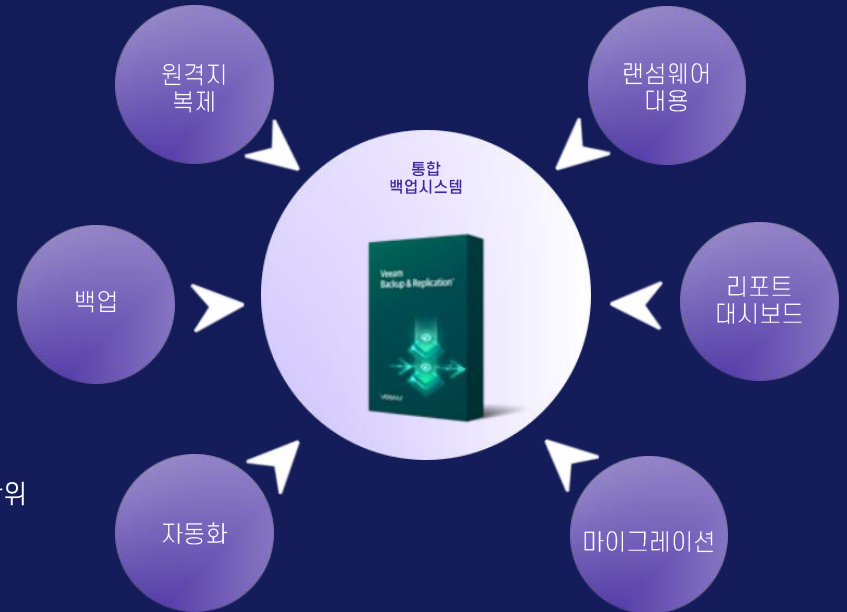 원격지
복제
랜섬웨어
대용
통합
백업시스템
Veeam
Backup & Replication
백업
리포트
대시보드
위
자동화
마이그레이션